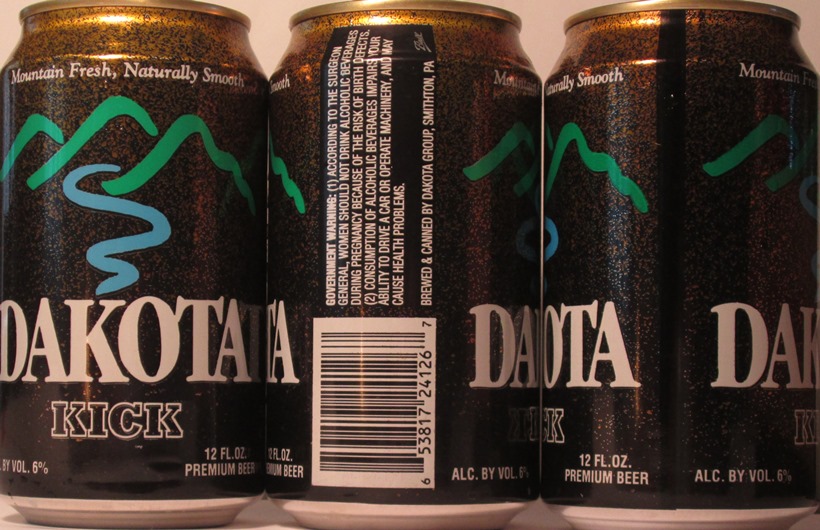 Mountain Fresh, Naturally Smooth
DAKOTA
KICK
BY VOL. 6%
12 FL.OZ.
PREMIUM BEER
Smooth
TA
12 FL.OZ.
PREMIUM BEER
GOVERNMENT WARNING: (1) ACCORDING TO THE SURGEON
GENERAL, WOMEN SHOULD NOT DRINK ALCOHOLIC BEVERAGES
DURING PREGNANCY BECAUSE OF THE RISK OF BIRTH DEFECTS.
(2) CONSUMPTION OF ALCOHOLIC BEVERAGES IMPAIRS YOUR
ABILITY TO DRIVE A CAR OR OPERATE MACHINERY, AND MAY
CAUSE HEALTH PROBLEMS.
BREWED & CANNED BY DAKOTA GROUP, SMITHTON, PA
6 53817 24126 7
DA
ALC. BY VOL. 6%
Naturally Smooth
OTA
CK
12 FL.OZ.
PREMIUM BEER
Mountain Fre
DAK
KI
ALC. BY VOL. 6%